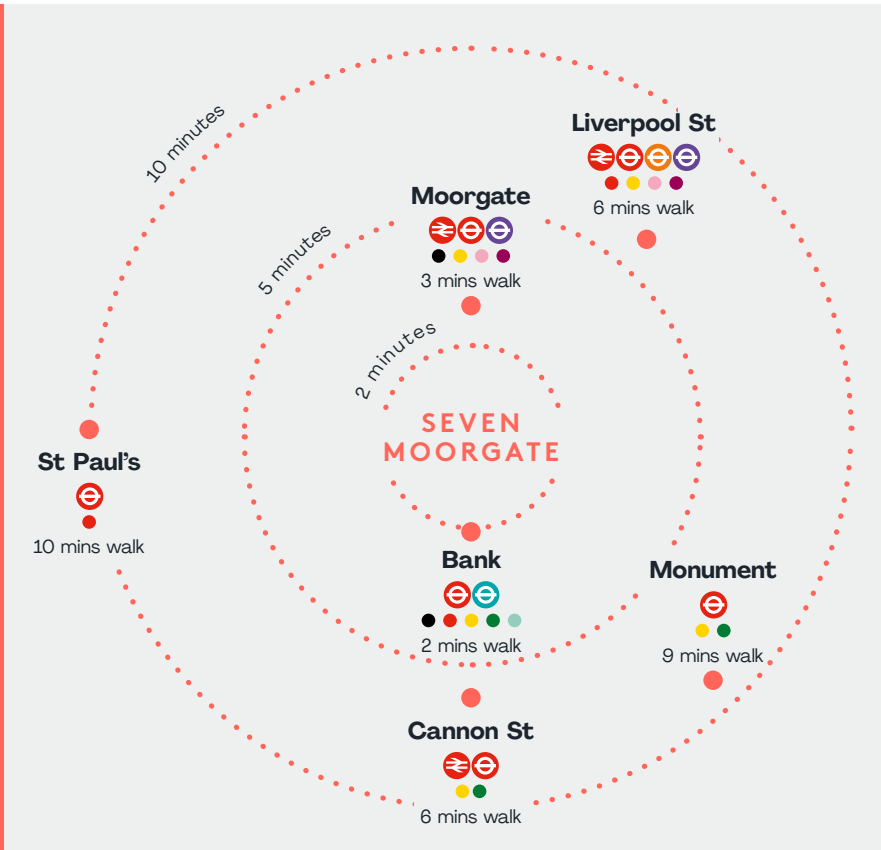 10 minutes
Liverpool St
6 mins walk
Moorgate
3 mins walk
5 minutes
2 minutes
SEVEN
MOORGATE
St Paul's
10 mins walk
Bank
2 mins walk
Monument
9 mins walk
Cannon St
6 mins walk